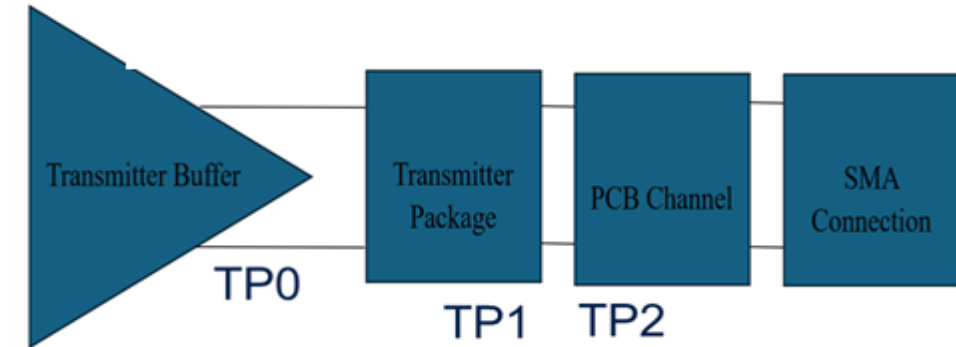 Transmitter Buffer
Transmitter
Package
PCB Channel
SMA
Connection
TP0
TP1
TP2